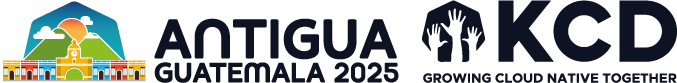 ANTIGUA
GUATEMALA 2025
KCD
GROWING CLOUD NATIVE TOGETHER